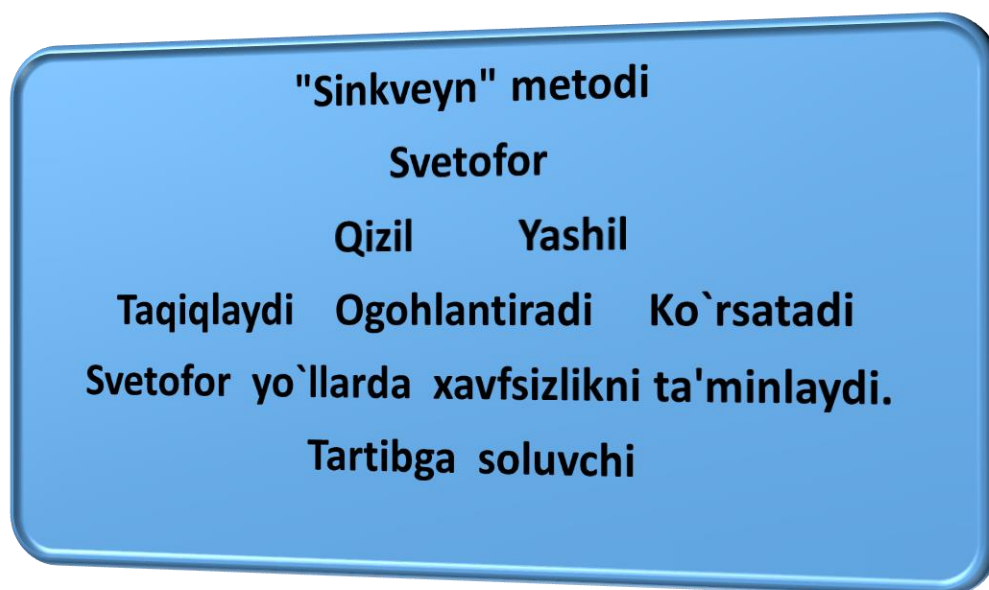 "Sinkveyn" metodi
Svetofor
Qizil Yashil
Taqiqlaydi Ogohlantiradi Ko`rsatadi
Svetofor yo`llarda xavfsizlikni ta'minlaydi.
Tartibga soluvchi